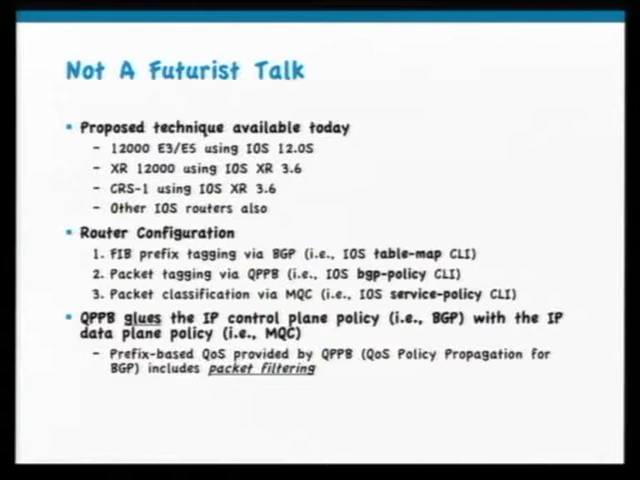 Not A Futurist Talk
Proposed technique available today
- 12000 E3/E5 using IOS 12.0S
- XR 12000 using IOS XR 3.6
- CRS-1 using IOS XR 3.6
- Other IOS routers also
Router Configuration
1. FIB prefix tagging via BGP (i.e., IOS table-map CLI)
2. Packet tagging via QPPB (i.e., IOS bgp-policy CLI)
3. Packet classification via MQC (i.e., IOS service-policy CLI)
QPPB glues the IP control plane policy (i.e., BGP) with the IP
data plane policy (i.e., MQC)
- Prefix-based QoS provided by QPPB (QoS Policy Propagation for
BGP) includes packet filtering